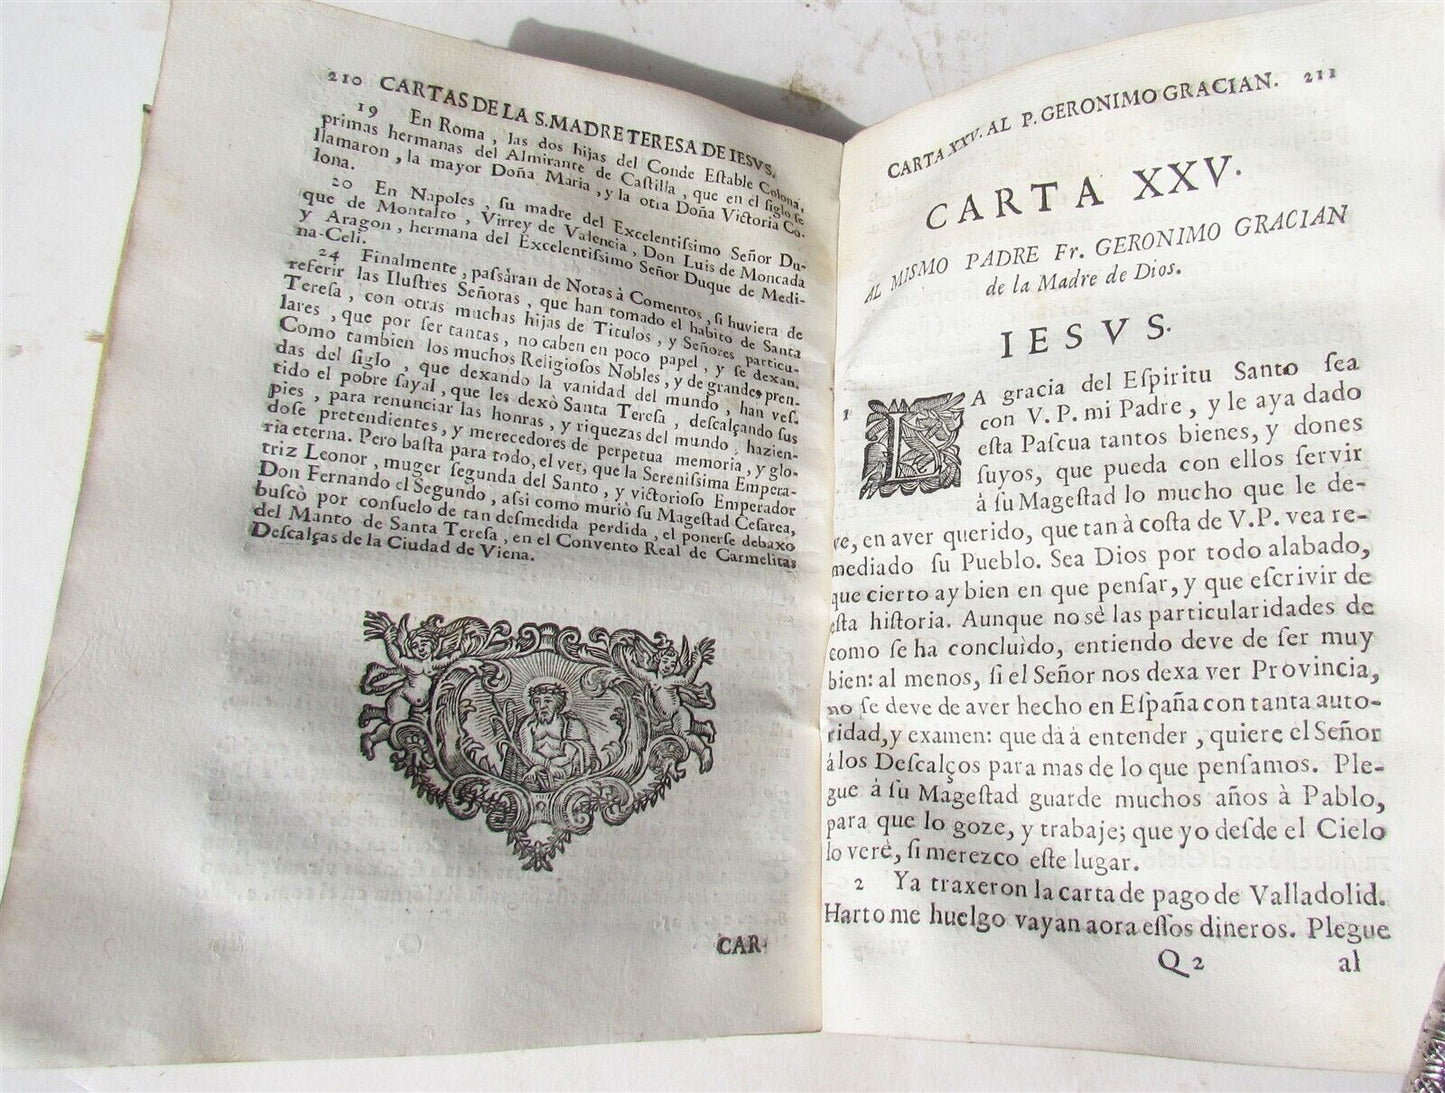 210 CARTAS DE LA S. MADRE TERESA DE IESVS.
19 En Roma, las dos hijas del Conde Eſtable Colona,
primas hermanas del Almirante de Caſtilla, que en el ſiglo ſe
llamaron, la mayor Doña Maria, y la otra Doña Victoria Co-
lona.
20 En Napoles, ſu madre del Excelentiſsimo Señor Du-
que de Montalto, Virrey de Valencia, Don Luis de Moncada
y Aragon, hermana del Excelentiſsimo Señor Duque de Medi-
na-Celi.
24 Finalmente, paſsàran de Notas à Comentos, ſi huviera de
referir las Iluſtres Señoras, que han tomado el habito de Santa
Tereſa, con otras muchas hijas de Titulos, y Señores particu-
lares, que por ſer tantas, no caben en poco papel, y ſe dexan.
Como tambien los muchos Religioſos Nobles, y de grandes pren-
das del ſiglo, que dexando la vanidad del mundo, han veſ-
tido el pobre ſayal, que les dexò Santa Tereſa, deſcalçando ſus
pies, para renunciar las honras, y riquezas del mundo, hazien-
doſe pretendientes, y merecedores de perpetua memoria, y glo-
ria eterna. Pero baſta para todo, el ver, que la Sereniſsima Empera-
triz Leonor, muger ſegunda del Santo, y victorioſo Emperador
Don Fernando el Segundo, aſsi como muriò ſu Mageſtad Ceſarea,
buſcò por conſuelo de tan deſmedida perdida, el ponerſe debaxo
del Manto de Santa Tereſa, en el Convento Real de Carmelitas
Deſcalças de la Ciudad de Viena.
CAR-
CARTA XXV. AL P. GERONIMO GRACIAN. 211
CARTA XXV.
AL MISMO PADRE Fr. GERONIMO GRACIAN
de la Madre de Dios.
IESVS.
1 LA gracia del Eſpiritu Santo ſea
con V. P. mi Padre, y le aya dado
eſta Paſcua tantos bienes, y dones
ſuyos, que pueda con ellos ſervir
à ſu Mageſtad lo mucho que le de-
ve, en aver querido, que tan à coſta de V.P. vea re-
mediado ſu Pueblo. Sea Dios por todo alabado,
que cierto ay bien en que penſar, y que eſcrivir de
eſta hiſtoria. Aunque no sè las particularidades de
como ſe ha concluìdo, entiendo deve de ſer muy
bien: al menos, ſi el Señor nos dexa ver Provincia,
no ſe deve de aver hecho en Eſpaña con tanta auto-
ridad, y examen: que dà à entender, quiere el Señor
à los Deſcalços para mas de lo que penſamos. Ple-
gue à ſu Mageſtad guarde muchos años à Pablo,
para que lo goze, y trabaje; que yo deſde el Cielo
lo verè, ſi merezco eſte lugar.
2 Ya traxeron la carta de pago de Valladolid.
Harto me huelgo vayan aora eſſos dineros. Plegue
Q 2 al